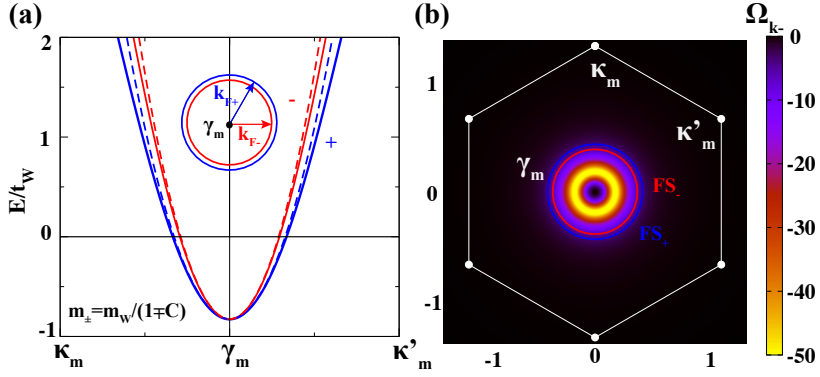 (a)
2
1
0
-1
E/t_W
k_F+
γ_m
k_F-
-
+
m_±=m_W/(1∓C)
κ_m
γ_m
κ'_m
(b)
Ω_k-
κ_m
κ'_m
γ_m
FS_-
FS_+
1
0
-1
-1
0
1
0
-10
-20
-30
-40
-50